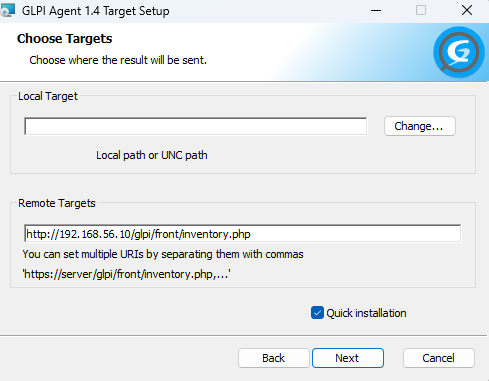 GLPI Agent 1.4 Target Setup
Choose Targets
Choose where the result will be sent.
Local Target
Change...
Local path or UNC path
Remote Targets
http://192.168.56.10/glpi/front/inventory.php
You can set multiple URIs by separating them with commas
'https://server/glpi/front/inventory.php,...'
Quick installation
Back
Next
Cancel